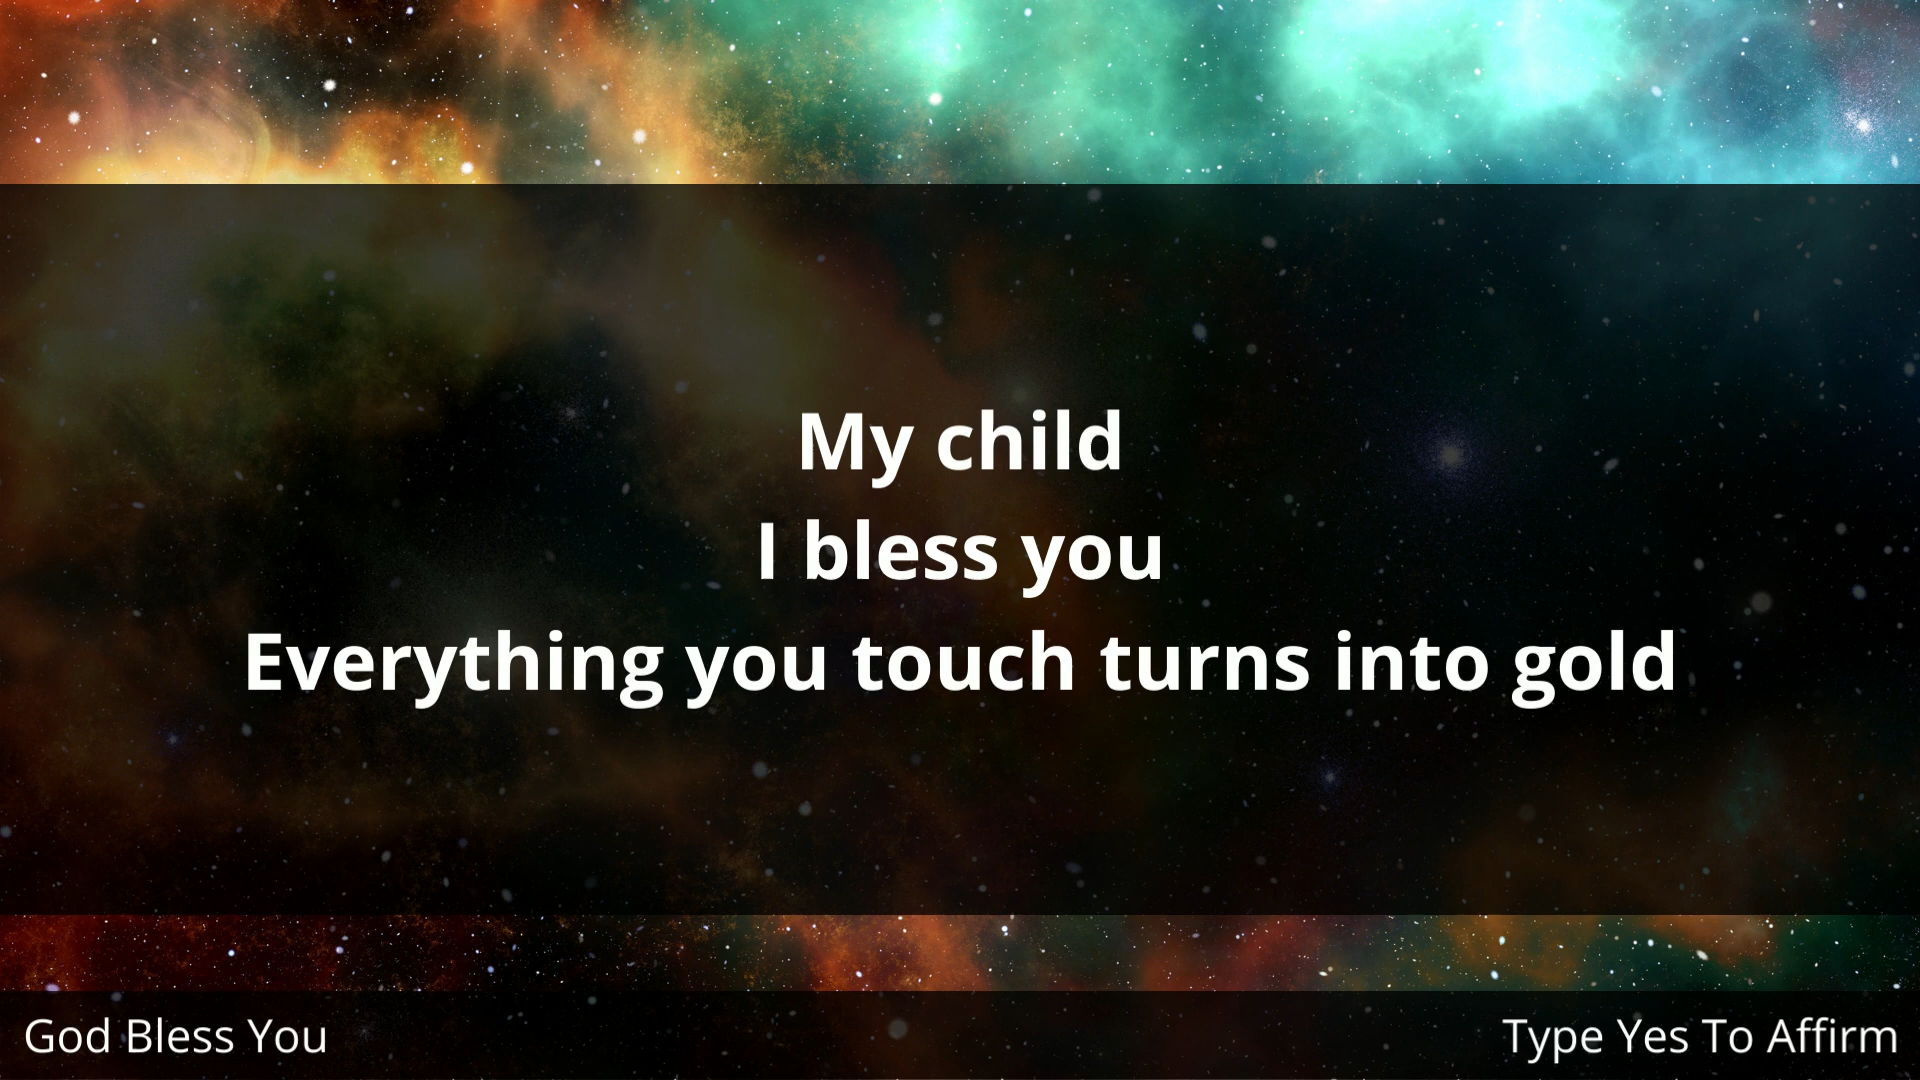 My child
I bless you
Everything you touch turns into gold
God Bless You
Type Yes To Affirm